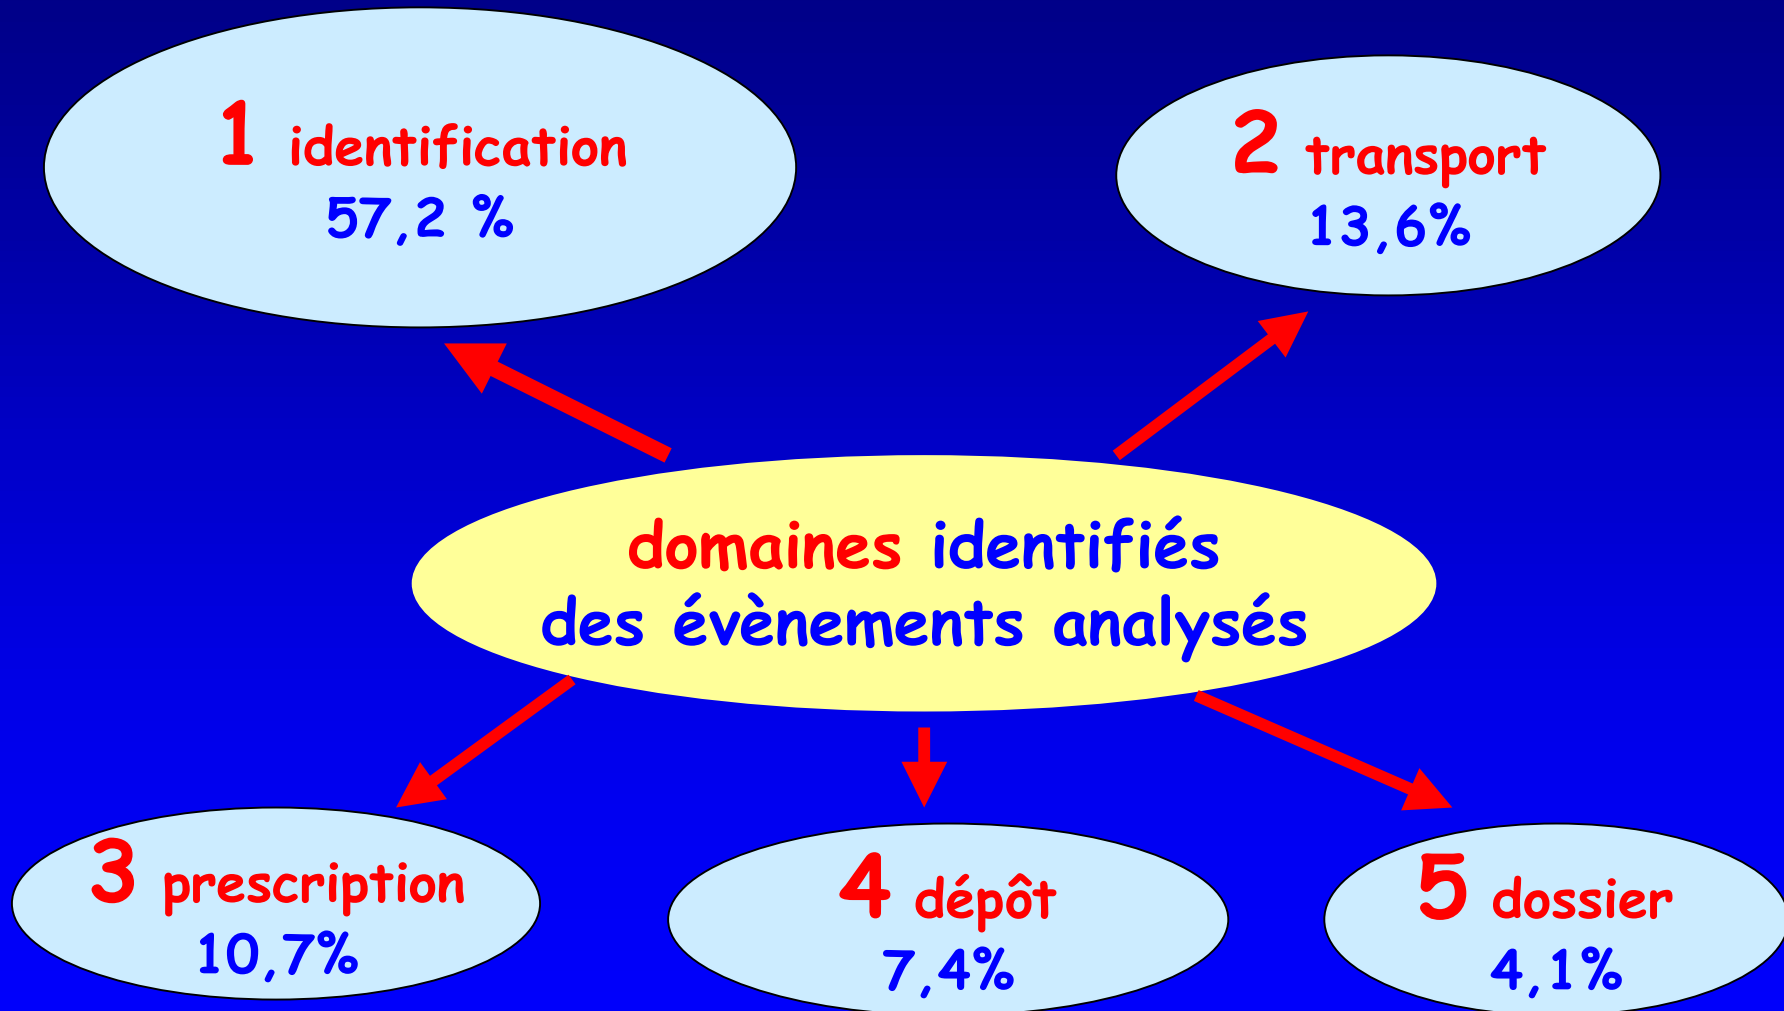 1 identification
57,2 %
2 transport
13,6%
domaines identifiés
des évènements analysés
3 prescription
10,7%
4 dépôt
7,4%
5 dossier
4,1%